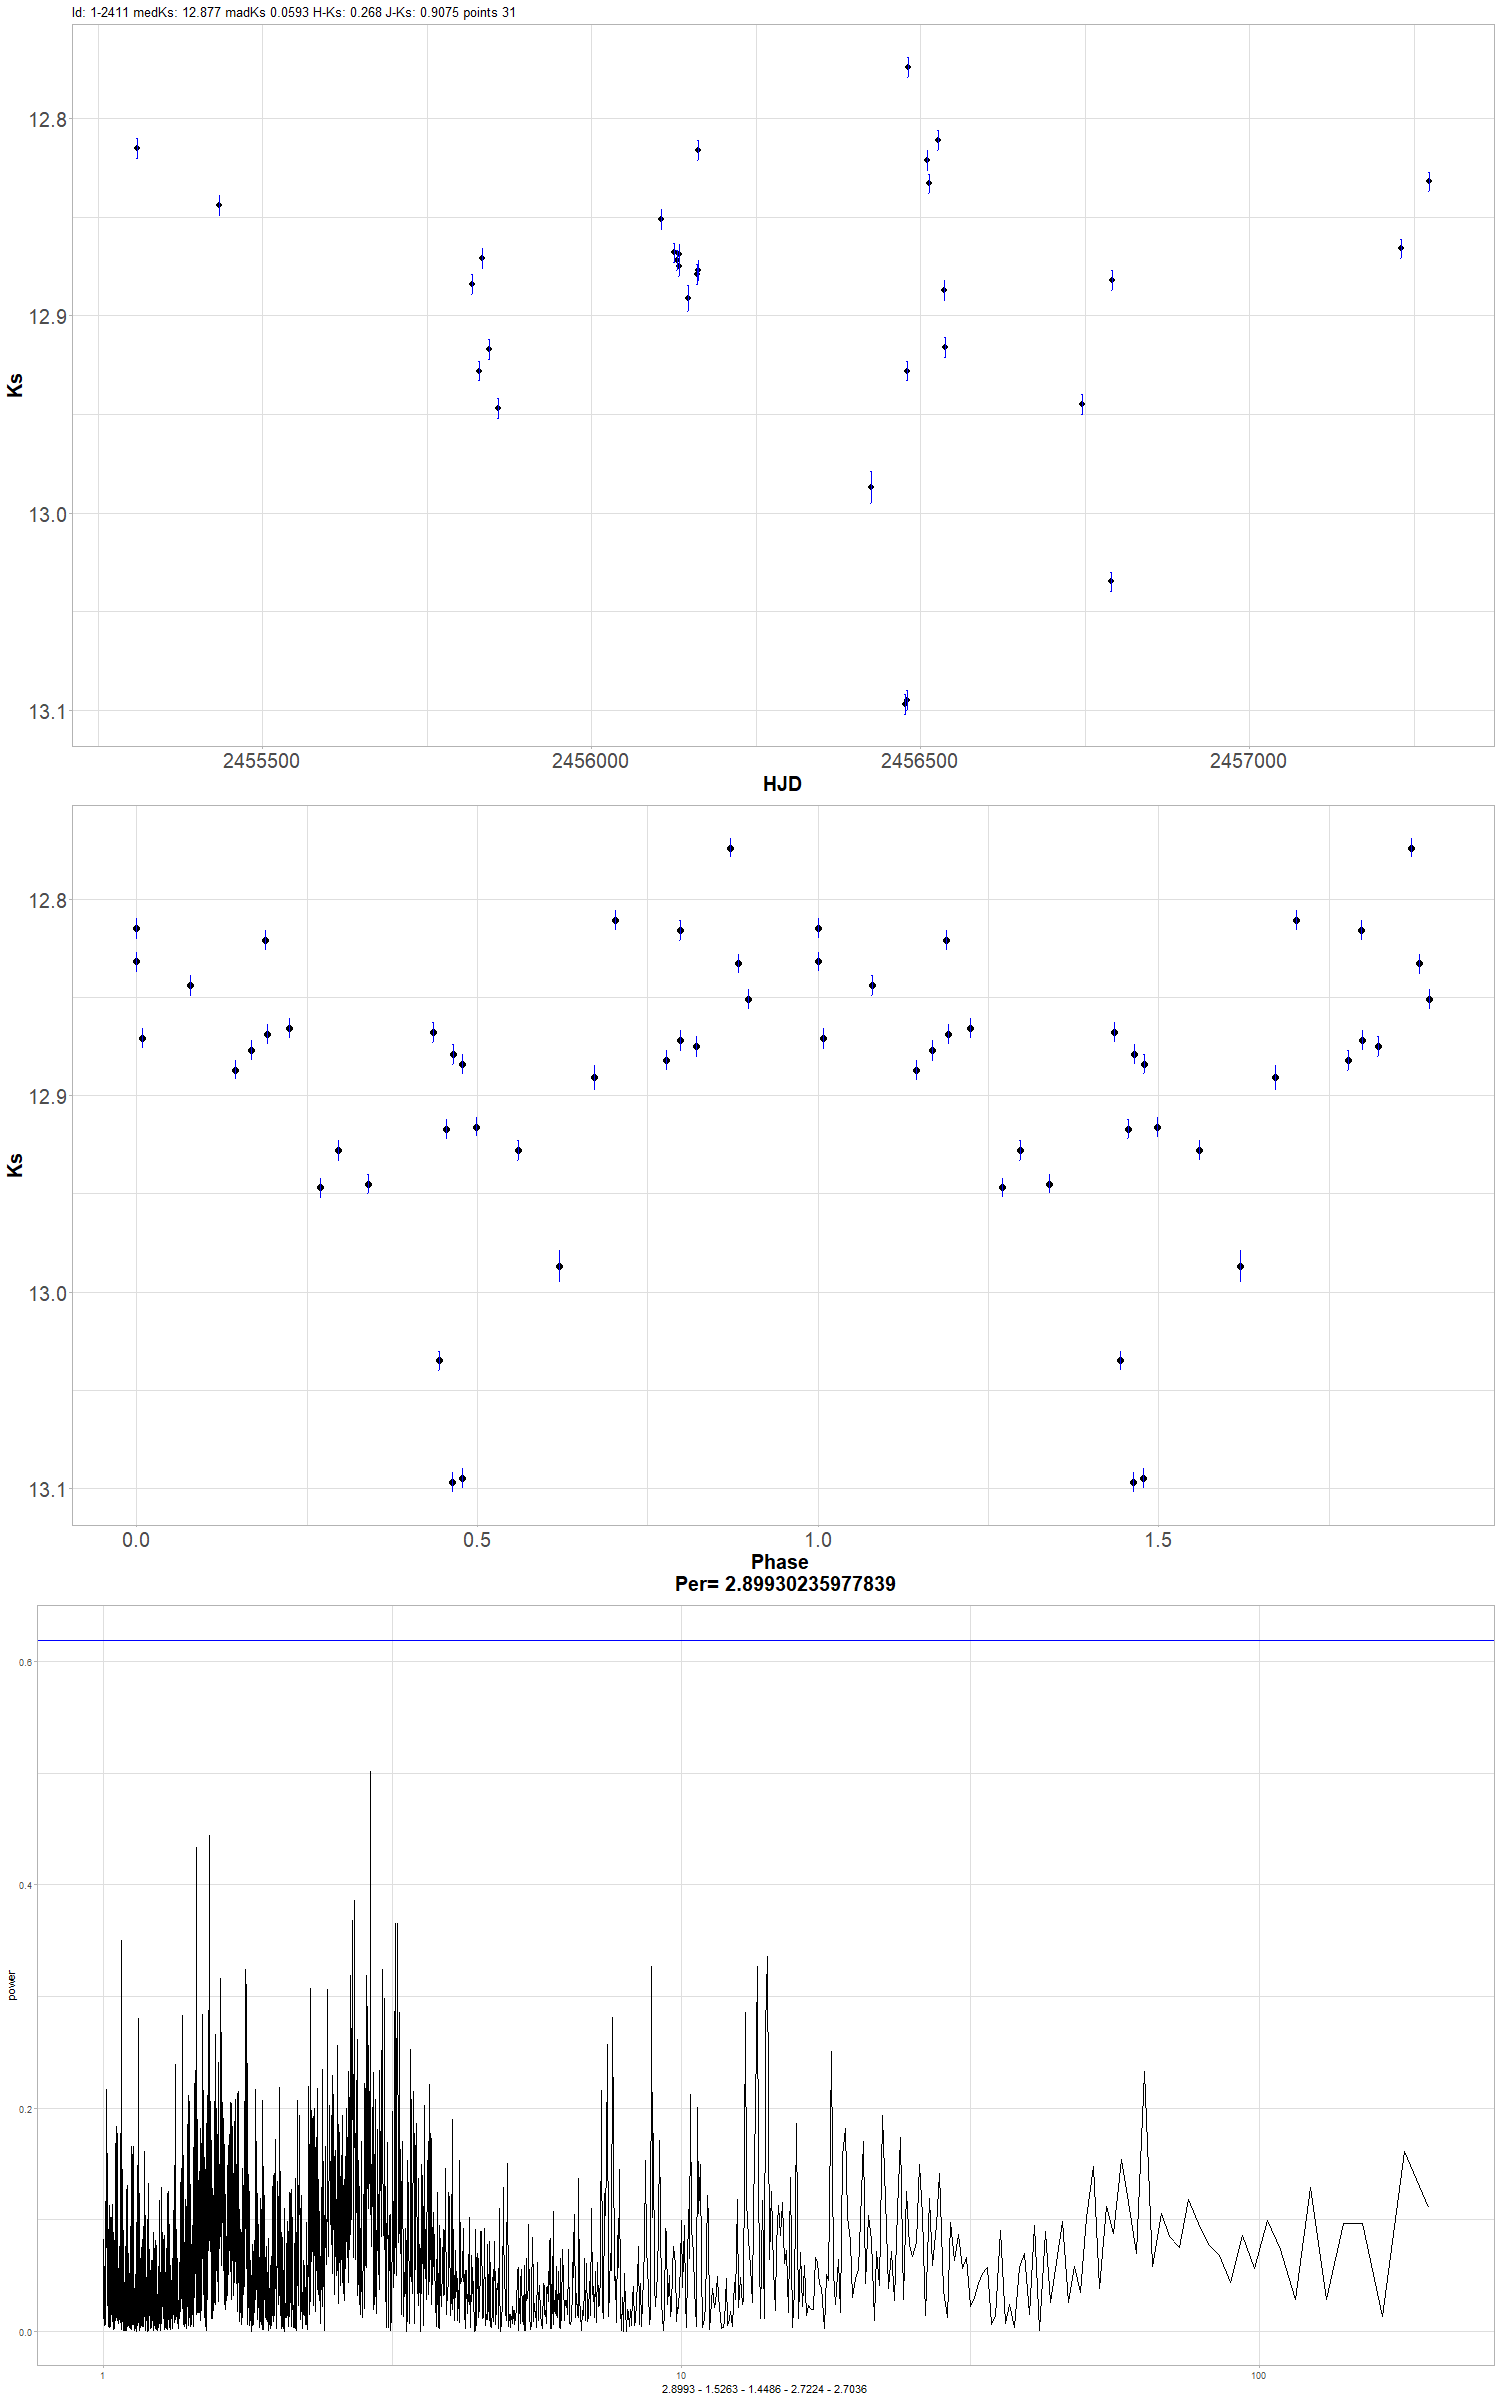 Id: 1-2411 medKs: 12.877 madKs 0.0593 H-Ks: 0.268 J-Ks: 0.9075 points 31
12.8
12.9
13.0
13.1
Ks
2455500 2456000 2456500 2457000
HJD
12.8
12.9
13.0
13.1
Ks
0.0 0.5 1.0 1.5
Phase
Per= 2.89930235977839
0.6
0.4
0.2
0.0
power
1 10 100
2.8993 - 1.5263 - 1.4486 - 2.7224 - 2.7036